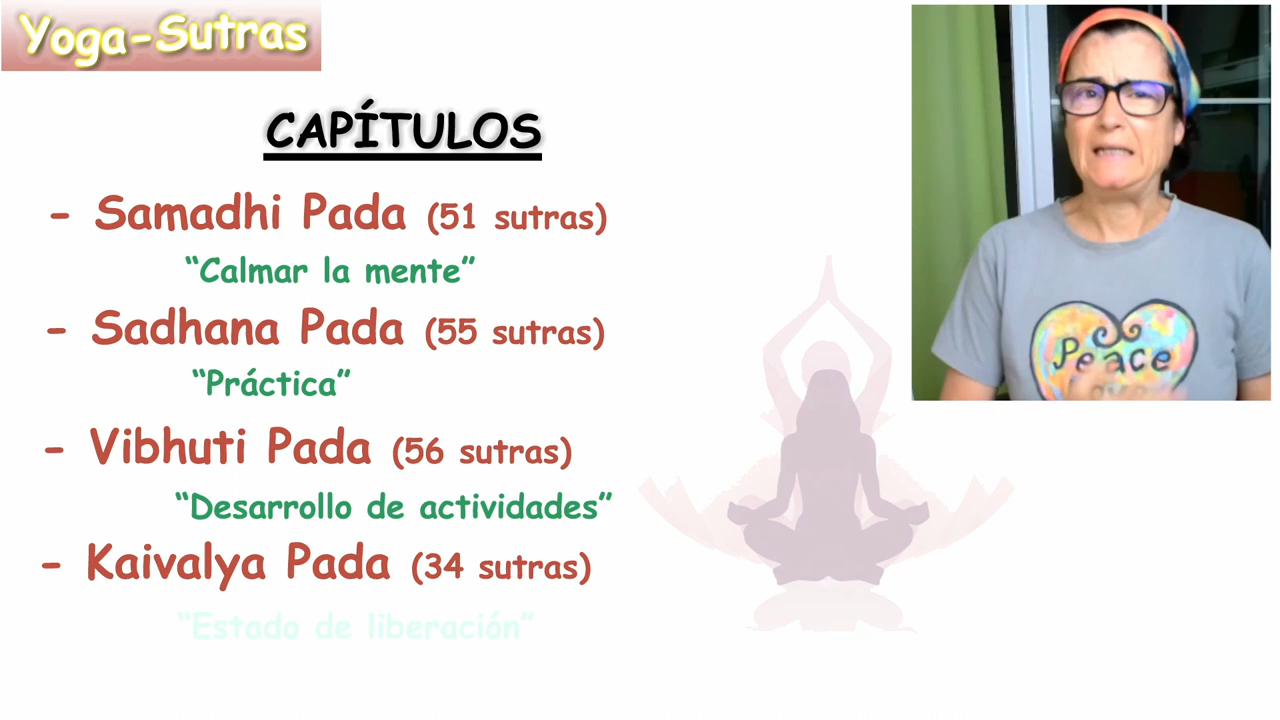 Yoga-Sutras
CAPÍTULOS
- Samadhi Pada (51 sutras)
“Calmar la mente”
- Sadhana Pada (55 sutras)
“Práctica”
- Vibhuti Pada (56 sutras)
“Desarrollo de actividades”
- Kaivalya Pada (34 sutras)
“Estado de liberación”
Peace